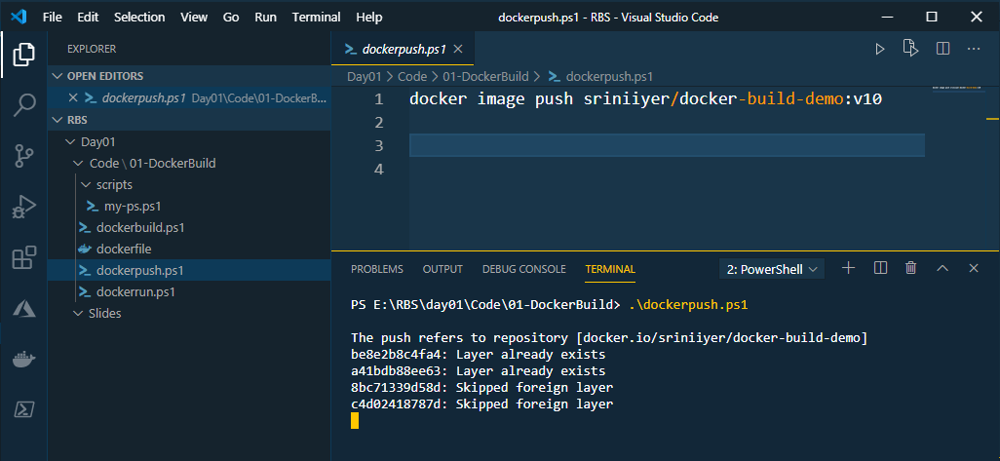 File Edit Selection View Go Run Terminal Help dockerpush.ps1 - RBS - Visual Studio Code
EXPLORER
OPEN EDITORS
dockerpush.ps1 Day01\Code\01-DockerB...
RBS
Day01
Code \ 01-DockerBuild
scripts
my-ps.ps1
dockerbuild.ps1
dockerfile
dockerpush.ps1
dockerrun.ps1
Slides
dockerpush.ps1
Day01 > Code > 01-DockerBuild > dockerpush.ps1
1 docker image push sriniiyer/docker-build-demo:v10
2
3
4
PROBLEMS OUTPUT DEBUG CONSOLE TERMINAL 2: PowerShell
PS E:\RBS\day01\Code\01-DockerBuild> .\dockerpush.ps1
The push refers to repository [docker.io/sriniiyer/docker-build-demo]
be8e2b8c4fa4: Layer already exists
a41bdb88ee63: Layer already exists
8bc71339d58d: Skipped foreign layer
c4d02418787d: Skipped foreign layer